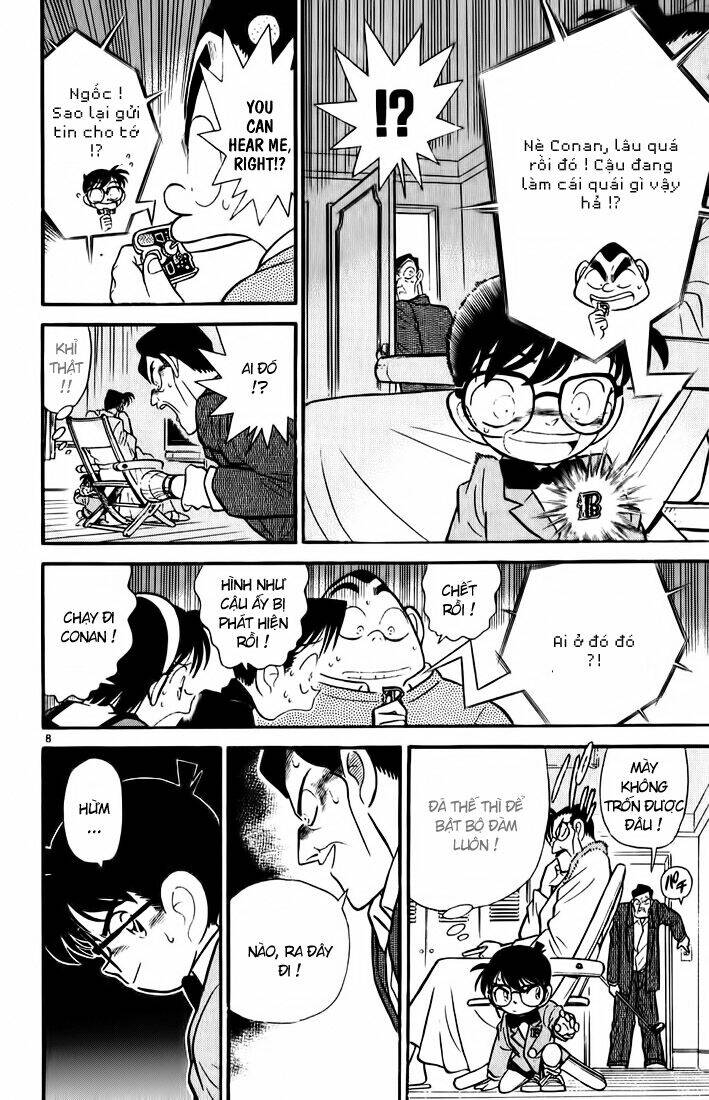 Nè Conan, lâu quá
rồi đó ! Cậu đang
làm cái quái gì vậy
hả !?
!?
YOU
CAN
HEAR ME,
RIGHT!?
Ngốc !
Sao lại gửi
tin cho tớ
!?
B
AI ĐÓ
!?
KHỈ
THẬT
!!
Ai ở đó đó
?!
CHẾT
RỒI !
HÌNH NHƯ
CẬU ẤY BỊ
PHÁT HIỆN
RỒI !
CHẠY ĐI
CONAN !
8
MÀY
KHÔNG
TRỐN ĐƯỢC
ĐÂU !
ĐÃ THẾ THÌ ĐỂ
BẬT BỘ ĐÀM
LUÔN !
NÀO, RA ĐÂY
ĐI !
HỪM
...